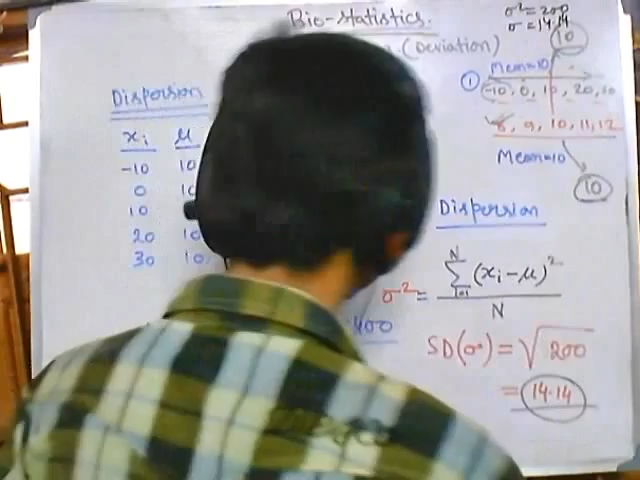 Bio-statistics.
(Deviation)
σ² = 200
σ = 14.14
10
Mean=10
① -10, 0, 10, 20, 30
8, 9, 10, 11, 12
Mean=10
10
Dispersion
xᵢ μ
-10 10
0 10
10
20 10
30 10
400
Dispersion
σ² = Σ(xᵢ-μ)² / N
SD(σ) = √200
= 14.14